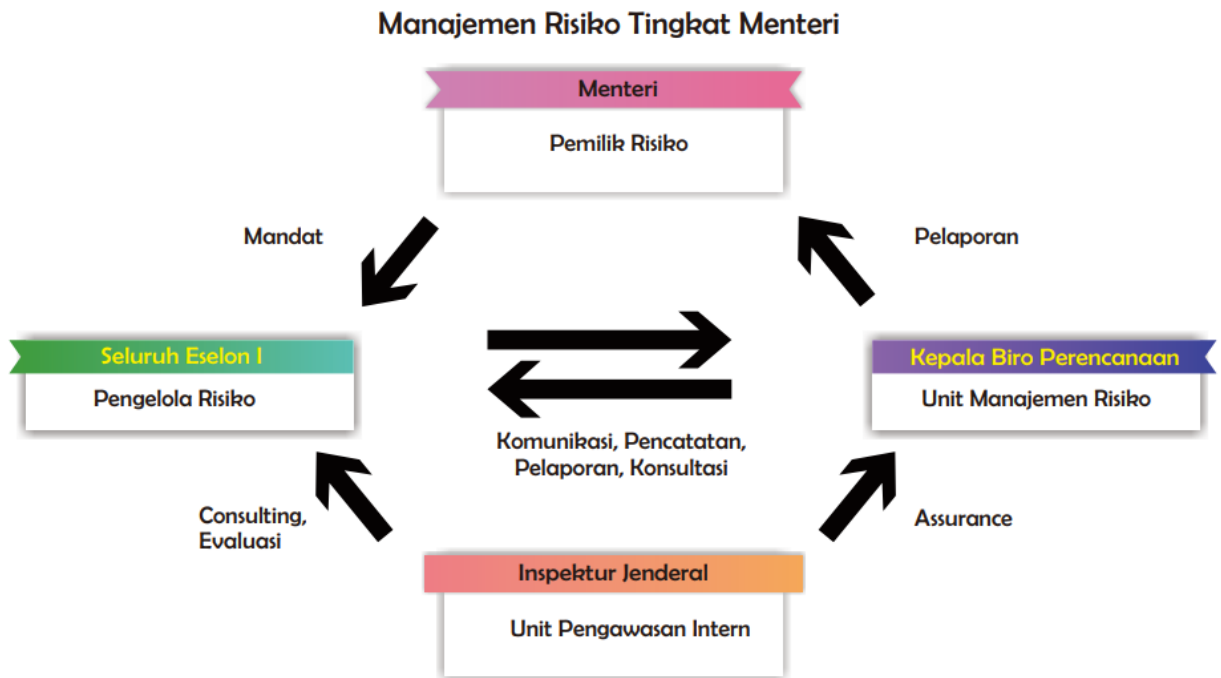 Manajemen Risiko Tingkat Menteri
Menteri
Pemilik Risiko
Mandat
Pelaporan
Seluruh Eselon I
Pengelola Risiko
Kepala Biro Perencanaan
Unit Manajemen Risiko
Komunikasi, Pencatatan,
Pelaporan, Konsultasi
Consulting,
Evaluasi
Assurance
Inspektur Jenderal
Unit Pengawasan Intern